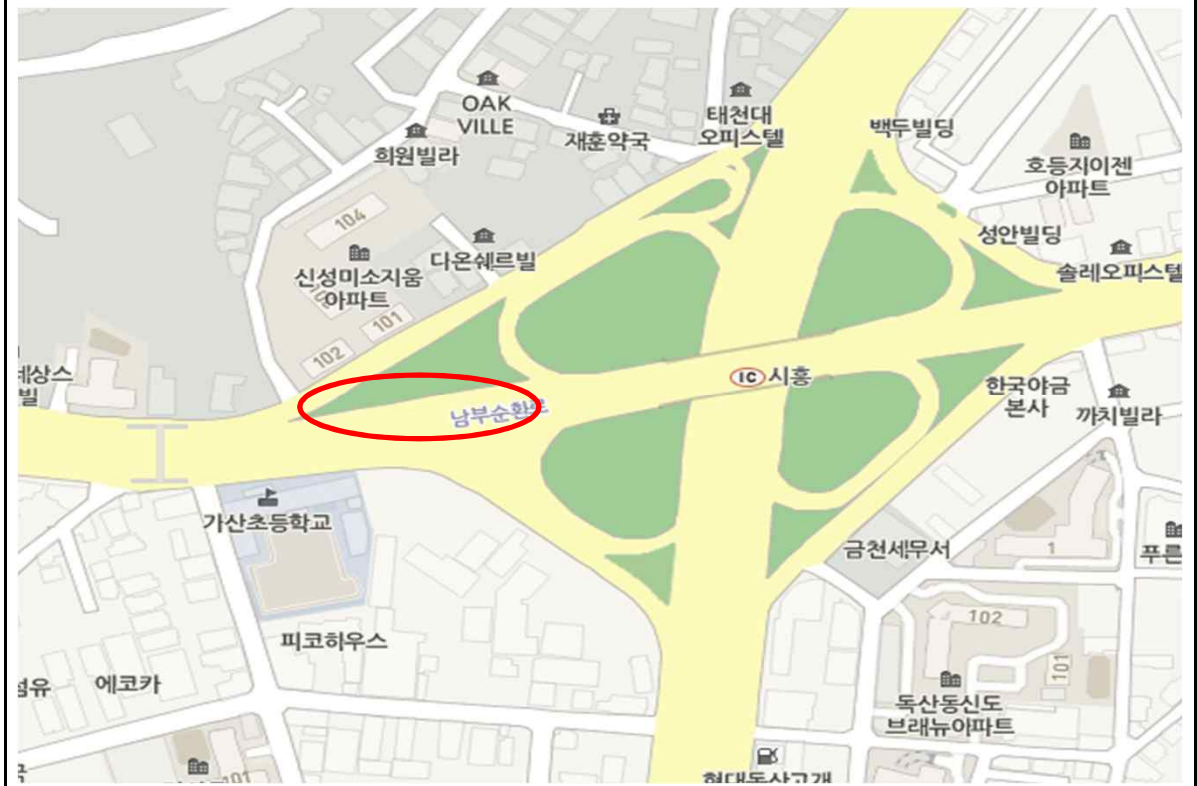 OAK
VILLE
재훈약국
태천대
오피스텔
백두빌딩
호등지이젠
아파트
희원빌라
104
신성미소지움
아파트
다온쉐르빌
101
102
성안빌딩
솔레오피스텔
IC 시흥
남부순환로
한국야금
본사
까치빌라
빌
가산초등학교
금천세무서
1
푸른
피코하우스
102
101
에코카
독산동신도
브래뉴아파트